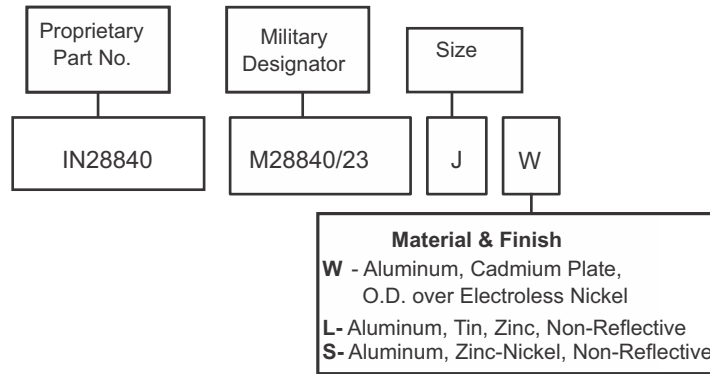 Proprietary
Part No.
Military
Designator
Size
IN28840
M28840/23
J
W
Material & Finish
W - Aluminum, Cadmium Plate,
O.D. over Electroless Nickel
L- Aluminum, Tin, Zinc, Non-Reflective
S- Aluminum, Zinc-Nickel, Non-Reflective